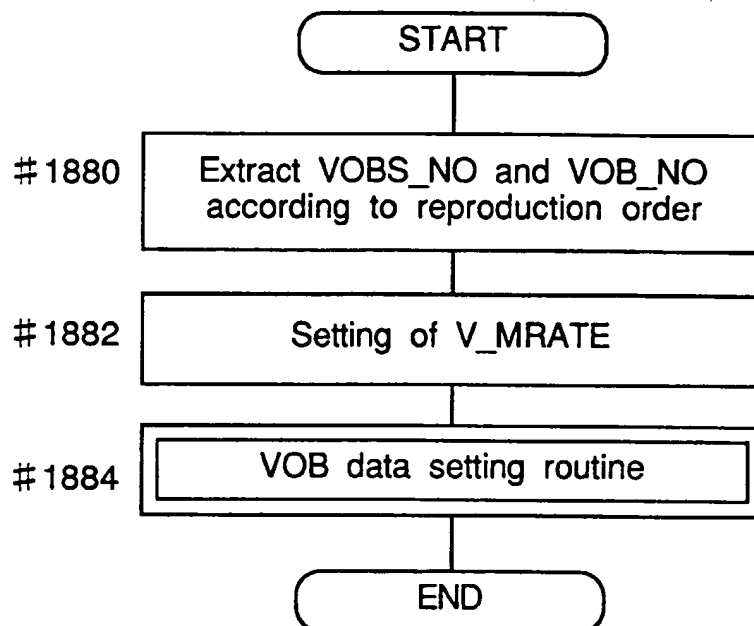 START
#1880
Extract VOBS_NO and VOB_NO
according to reproduction order
#1882
Setting of V_MRATE
#1884
VOB data setting routine
END